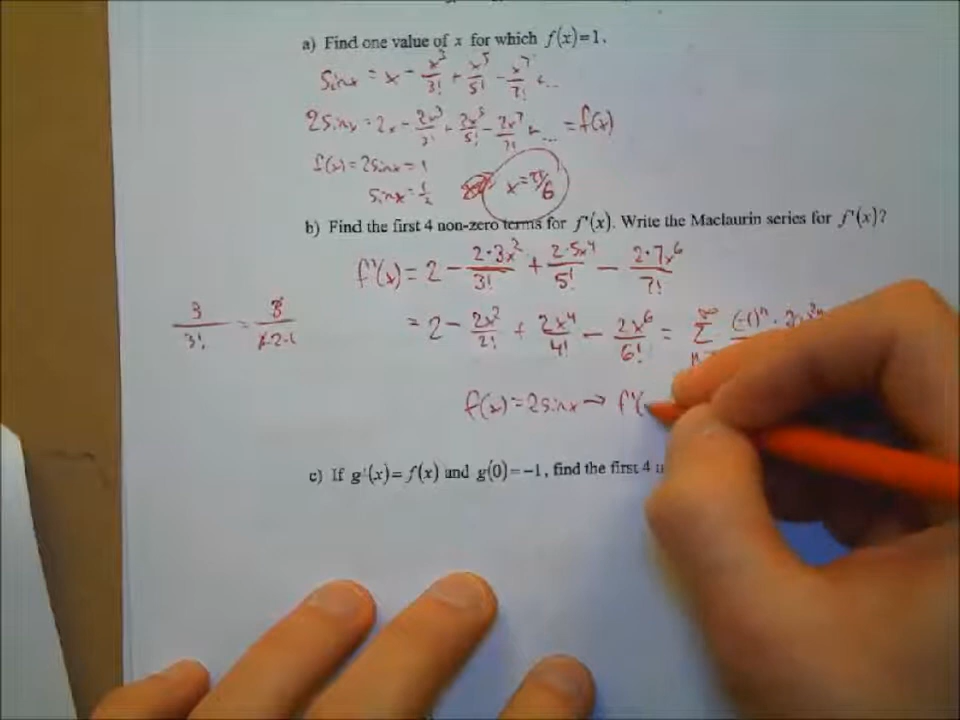 a) Find one value of x for which f(x)=1.
sinx = x - x³/3! + x⁵/5! - x⁷/7! + ...
2sinx = 2x - 2x³/3! + 2x⁵/5! - 2x⁷/7! + ... = f(x)
f(x) = 2sinx = 1
sinx = 1/2 x = π/6
b) Find the first 4 non-zero terms for f'(x). Write the Maclaurin series for f'(x)?
f'(x) = 2 - 2·3x²/3! + 2·5x⁴/5! - 2·7x⁶/7!
3/3! = 3/3·2·1
= 2 - 2x²/2! + 2x⁴/4! - 2x⁶/6! = ∞ Σ (-1)ⁿ · 2·x²ⁿ
f(x) = 2sinx → f'(
c) If g'(x)= f(x) and g(0)=-1, find the first 4